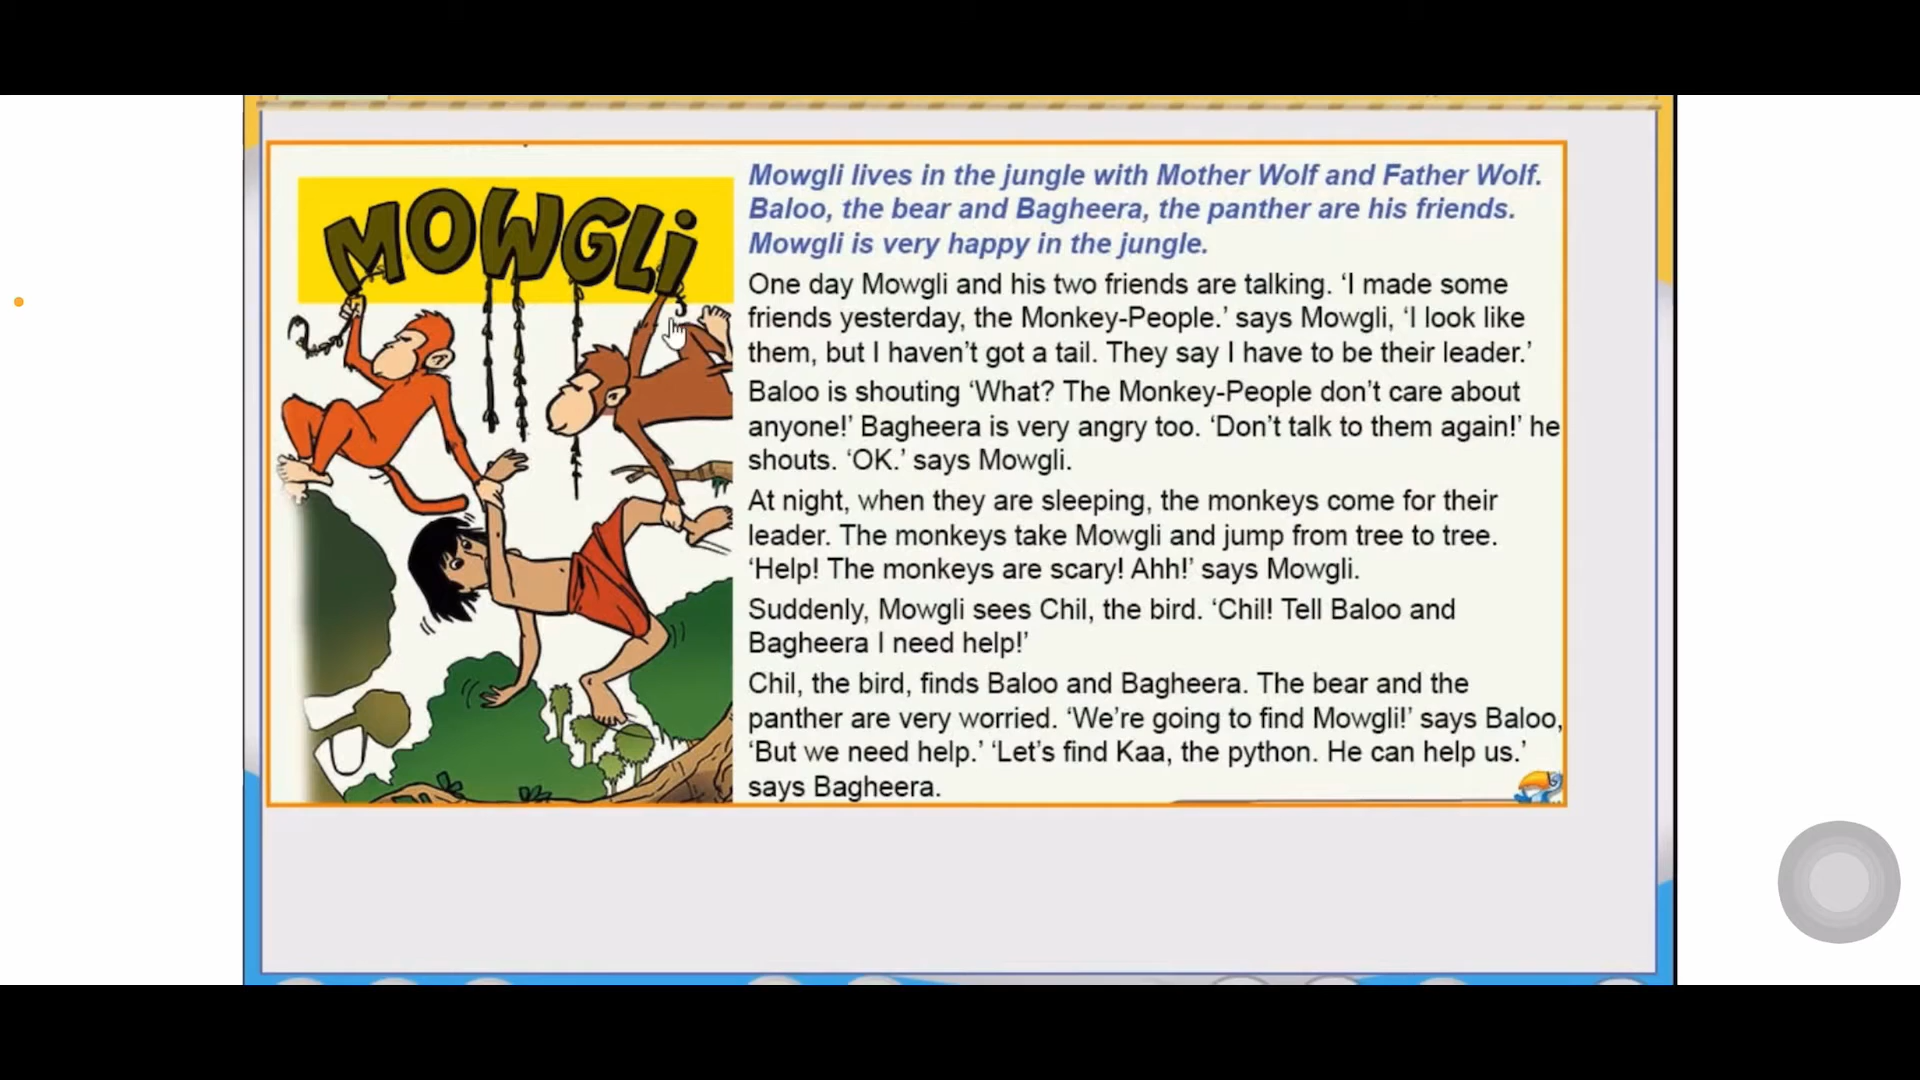 MOWGLi
Mowgli lives in the jungle with Mother Wolf and Father Wolf.
Baloo, the bear and Bagheera, the panther are his friends.
Mowgli is very happy in the jungle.
One day Mowgli and his two friends are talking. ‘I made some
friends yesterday, the Monkey-People.’ says Mowgli, ‘I look like
them, but I haven’t got a tail. They say I have to be their leader.’
Baloo is shouting ‘What? The Monkey-People don’t care about
anyone!’ Bagheera is very angry too. ‘Don’t talk to them again!’ he
shouts. ‘OK.’ says Mowgli.
At night, when they are sleeping, the monkeys come for their
leader. The monkeys take Mowgli and jump from tree to tree.
‘Help! The monkeys are scary! Ahh!’ says Mowgli.
Suddenly, Mowgli sees Chil, the bird. ‘Chil! Tell Baloo and
Bagheera I need help!’
Chil, the bird, finds Baloo and Bagheera. The bear and the
panther are very worried. ‘We’re going to find Mowgli!’ says Baloo,
‘But we need help.’ ‘Let’s find Kaa, the python. He can help us.’
says Bagheera.